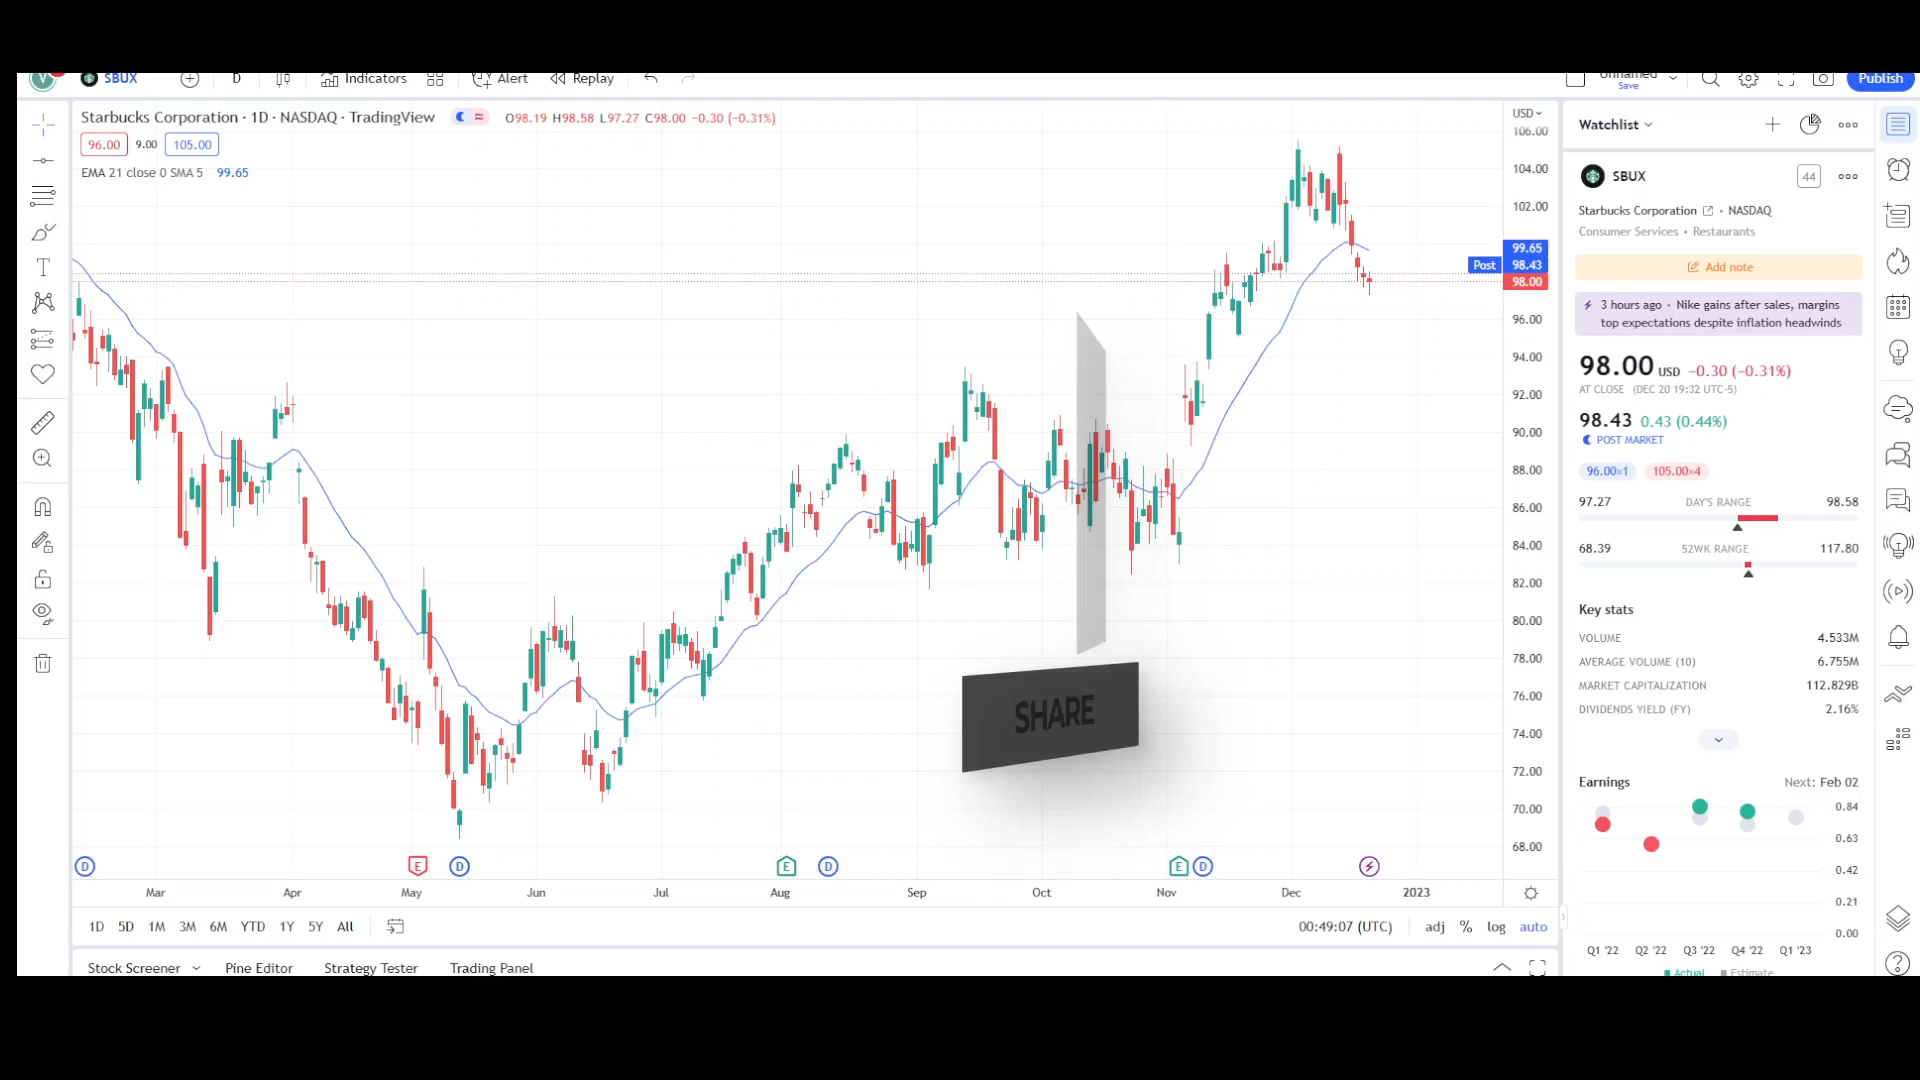 V SBUX D Indicators Alert Replay Unnamed Save Publish
Starbucks Corporation · 1D · NASDAQ · TradingView O98.19 H98.58 L97.27 C98.00 −0.30 (−0.31%)
96.00 9.00 105.00
EMA 21 close 0 SMA 5 99.65
USD
106.00
104.00
102.00
99.65
Post 98.43
98.00
96.00
94.00
92.00
90.00
88.00
86.00
84.00
82.00
80.00
78.00
76.00
74.00
72.00
70.00
68.00
SHARE
D E D E D E D
Mar Apr May Jun Jul Aug Sep Oct Nov Dec 2023
1D 5D 1M 3M 6M YTD 1Y 5Y All
00:49:07 (UTC) adj % log auto
Stock Screener Pine Editor Strategy Tester Trading Panel
Watchlist
SBUX 44
Starbucks Corporation • NASDAQ
Consumer Services • Restaurants
Add note
3 hours ago • Nike gains after sales, margins
top expectations despite inflation headwinds
98.00 USD −0.30 (−0.31%)
AT CLOSE (DEC 20 19:32 UTC-5)
98.43 0.43 (0.44%)
POST MARKET
96.00×1 105.00×4
97.27 DAY'S RANGE 98.58
68.39 52WK RANGE 117.80
Key stats
VOLUME 4.533M
AVERAGE VOLUME (10) 6.755M
MARKET CAPITALIZATION 112.829B
DIVIDENDS YIELD (FY) 2.16%
Earnings Next: Feb 02
0.84
0.63
0.42
0.21
0.00
Q1 '22 Q2 '22 Q3 '22 Q4 '22 Q1 '23
Actual Estimate